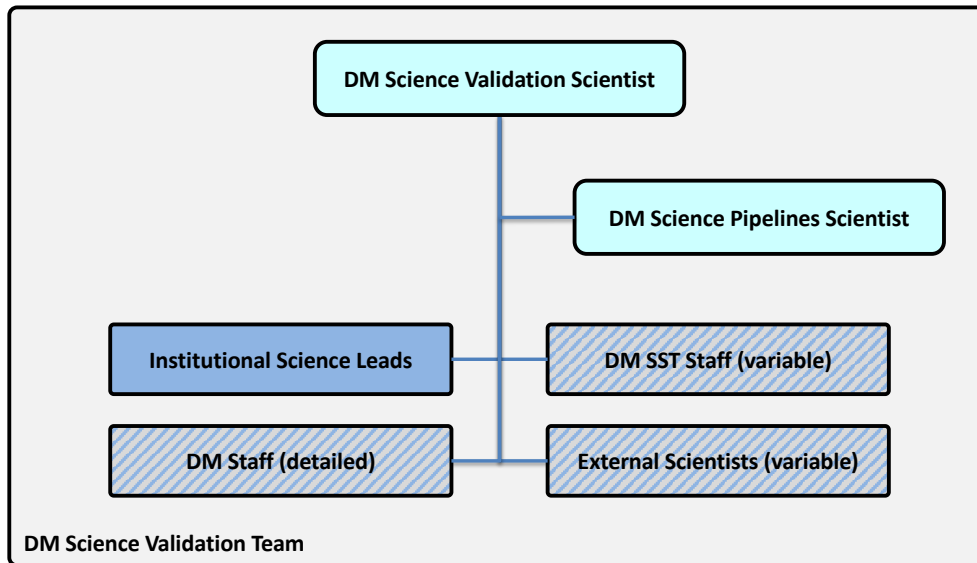 DM Science Validation Scientist
DM Science Pipelines Scientist
Institutional Science Leads
DM SST Staff (variable)
DM Staff (detailed)
External Scientists (variable)
DM Science Validation Team